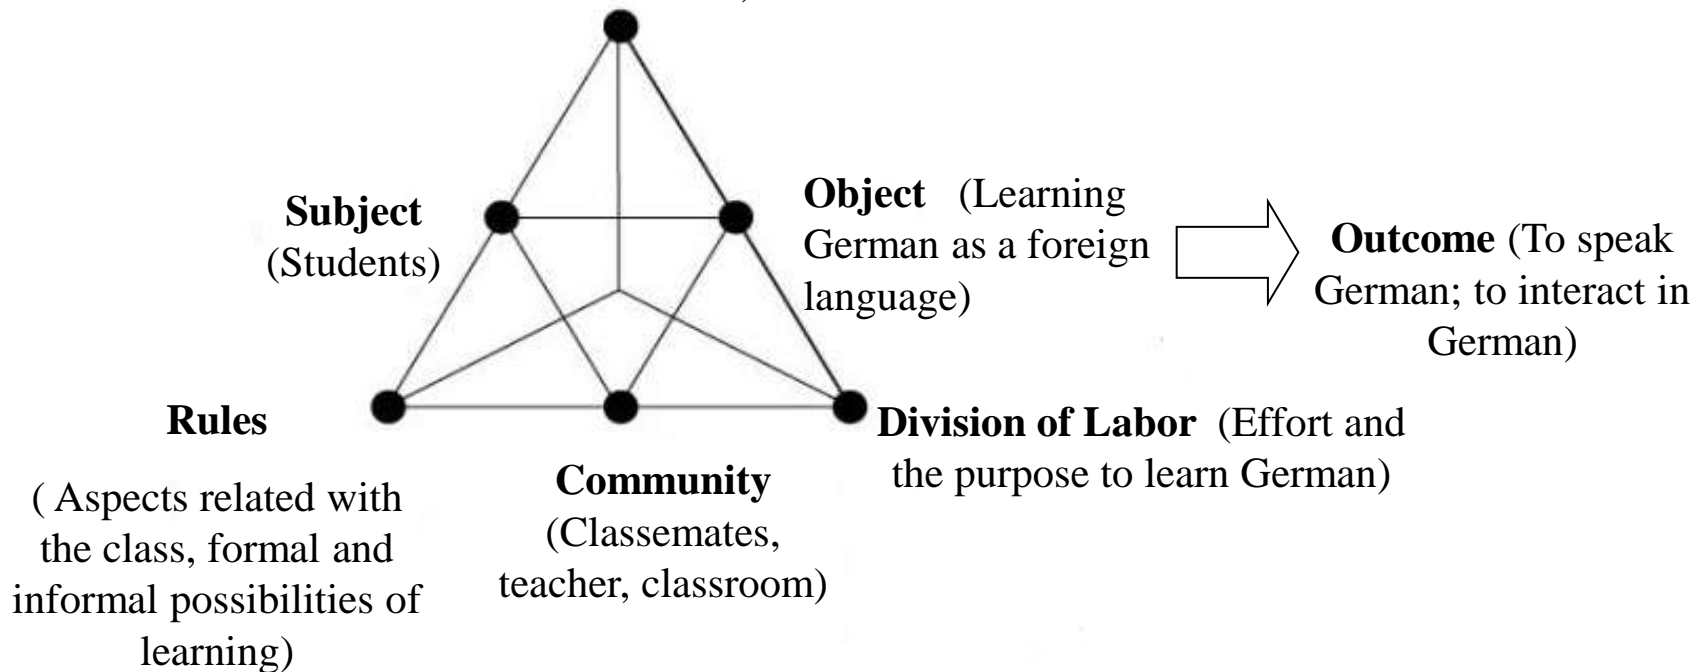 Subject
(Students)
Object (Learning
German as a foreign
language)
Outcome (To speak
German; to interact in
German)
Rules
( Aspects related with
the class, formal and
informal possibilities of
learning)
Community
(Classemates,
teacher, classroom)
Division of Labor (Effort and
the purpose to learn German)